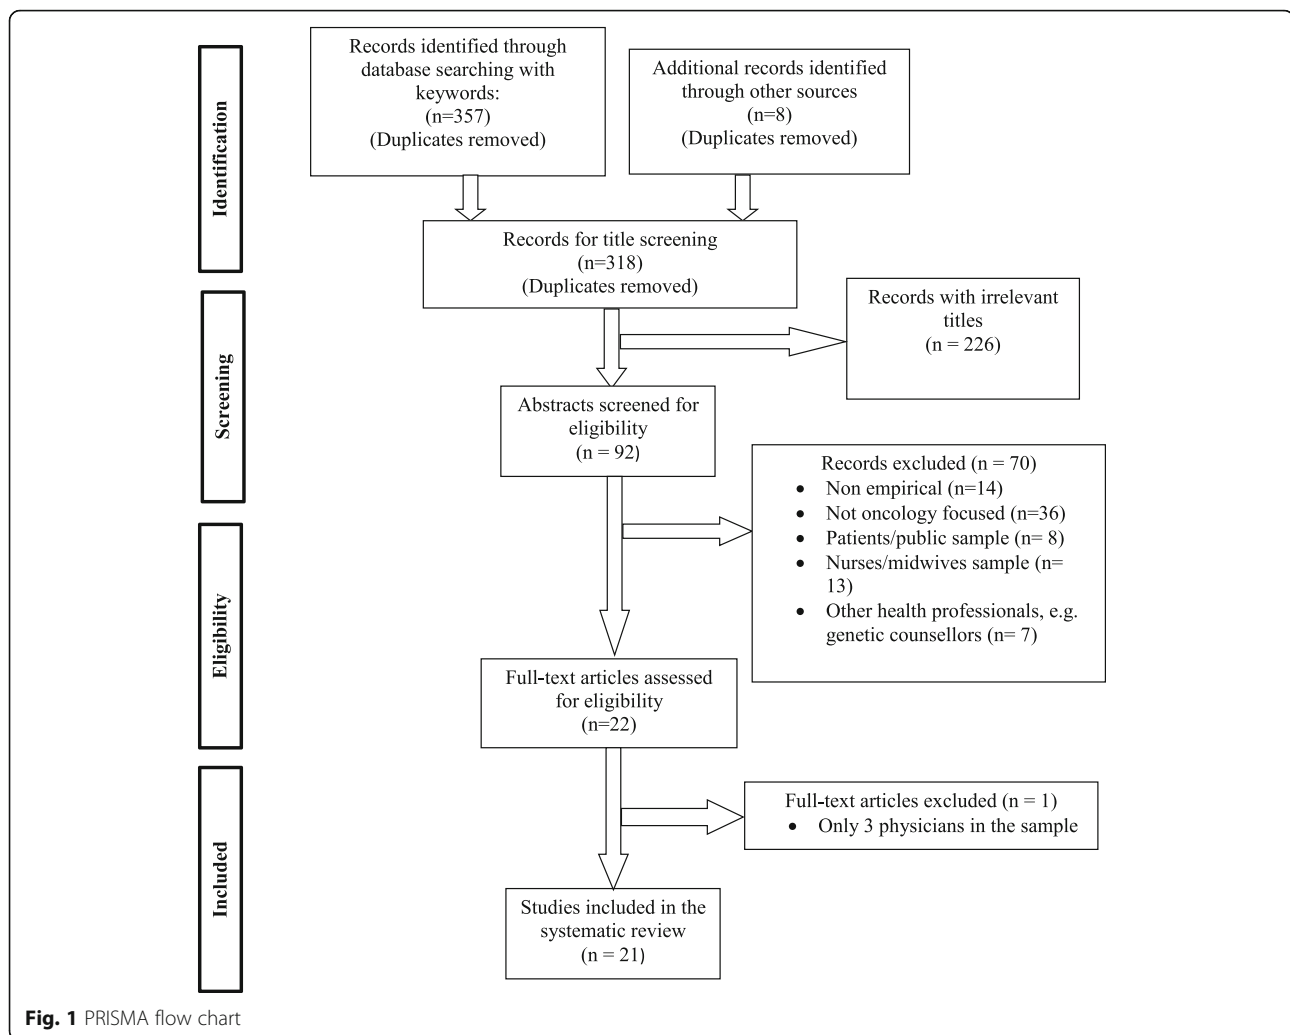 Identification
Records identified through
database searching with
keywords:
(n=357)
(Duplicates removed)
Additional records identified
through other sources
(n=8)
(Duplicates removed)
Records for title screening
(n=318)
(Duplicates removed)
Screening
Records with irrelevant
titles
(n = 226)
Abstracts screened for
eligibility
(n = 92)
Records excluded (n = 70)
• Non empirical (n=14)
• Not oncology focused (n=36)
• Patients/public sample (n= 8)
• Nurses/midwives sample (n=
13)
• Other health professionals, e.g.
genetic counsellors (n= 7)
Eligibility
Full-text articles assessed
for eligibility
(n=22)
Included
Full-text articles excluded (n = 1)
• Only 3 physicians in the sample
Studies included in the
systematic review
(n = 21)
Fig. 1 PRISMA flow chart